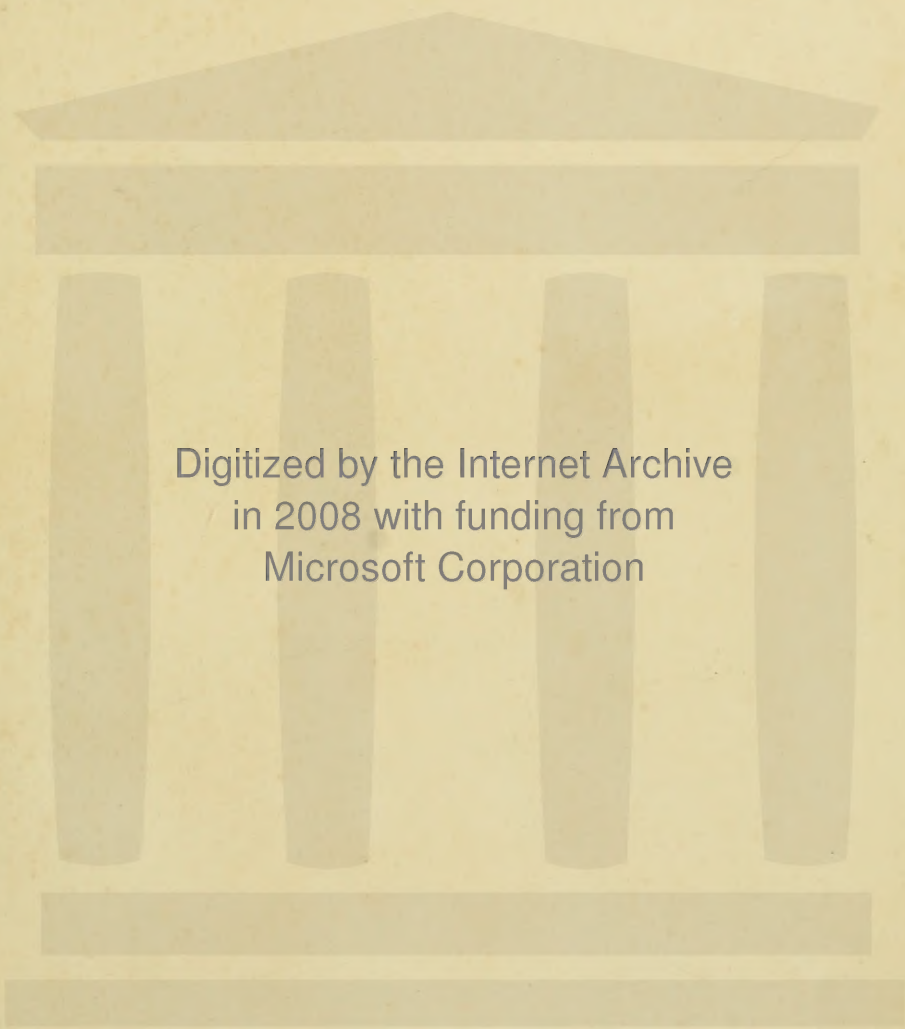 Digitized by the Internet Archive
in 2008 with funding from
Microsoft Corporation